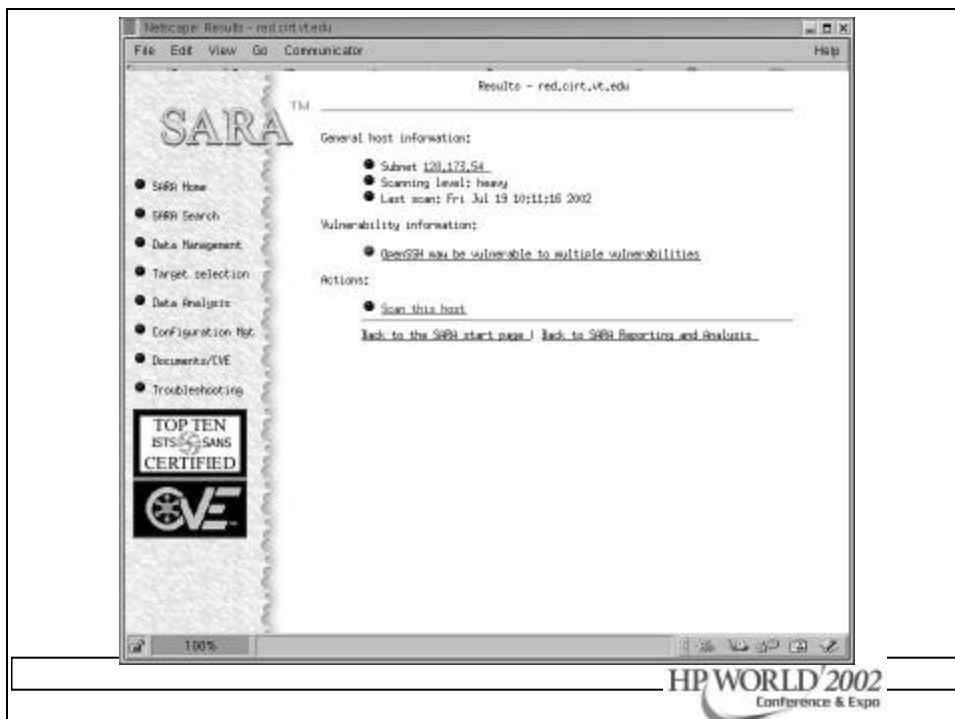 Netscape: Results - red.cirt.vt.edu
File Edit View Go Communicator Help
SARA TM
SARA Home
SARA Search
Data Management
Target selection
Data Analysis
Configuration Mgt
Documents/CVE
Troubleshooting
TOP TEN
ISTS SANS
CERTIFIED
CVE
Results - red.cirt.vt.edu
General host information:
Subnet 128.173.54
Scanning level: heavy
Last scan: Fri Jul 19 10:11:16 2002
Vulnerability information:
OpenSSH may be vulnerable to multiple vulnerabilities
Actions:
Scan this host
Back to the SARA start page | Back to SARA Reporting and Analysis
100%
HP WORLD'2002
Conference & Expo